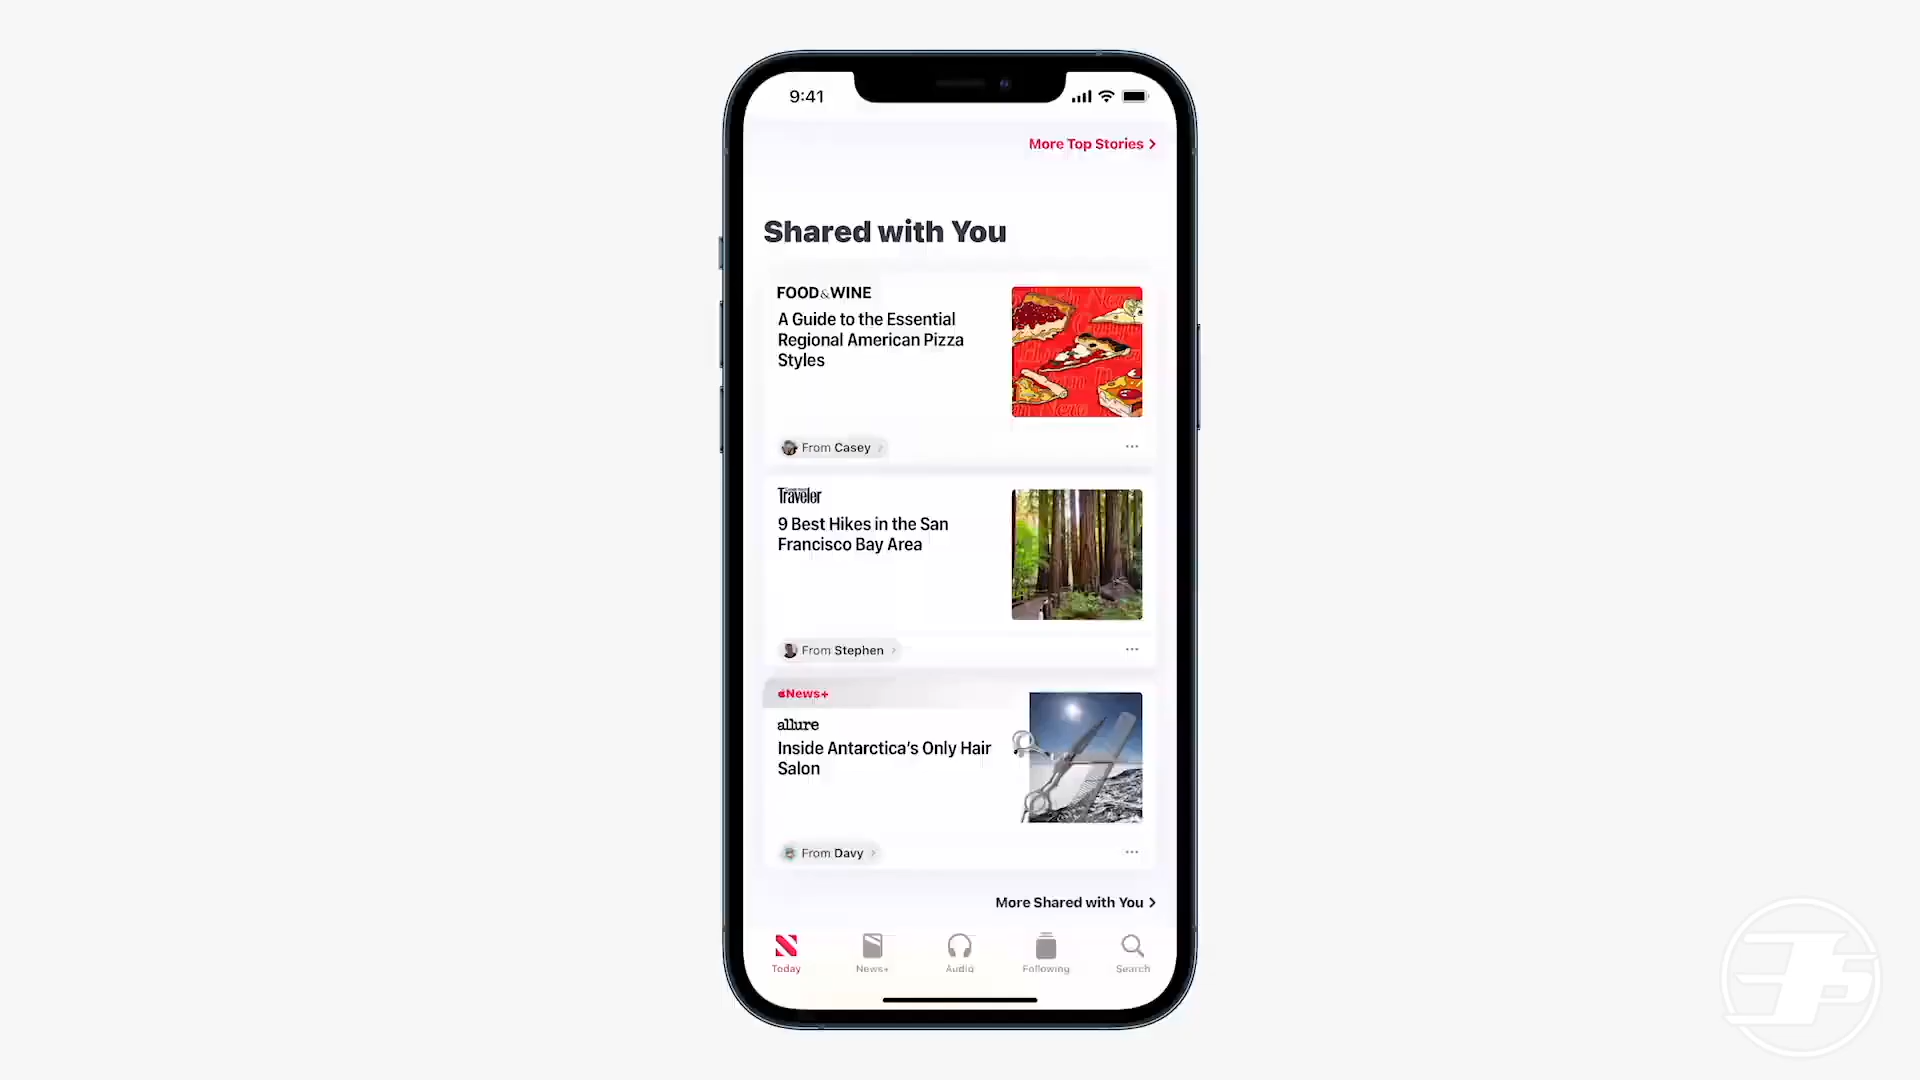 9:41
More Top Stories >
Shared with You
FOOD&WINE
A Guide to the Essential
Regional American Pizza
Styles
From Casey >
Traveler
9 Best Hikes in the San
Francisco Bay Area
From Stephen >
News+
allure
Inside Antarctica's Only Hair
Salon
From Davy >
More Shared with You >
Today
News+
Audio
Following
Search